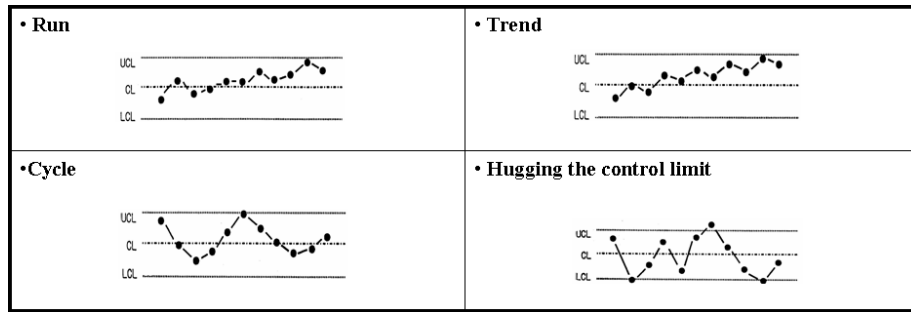 • Run
UCL
CL
LCL
• Trend
UCL
CL
LCL
•Cycle
UCL
CL
LCL
• Hugging the control limit
UCL
CL
LCL